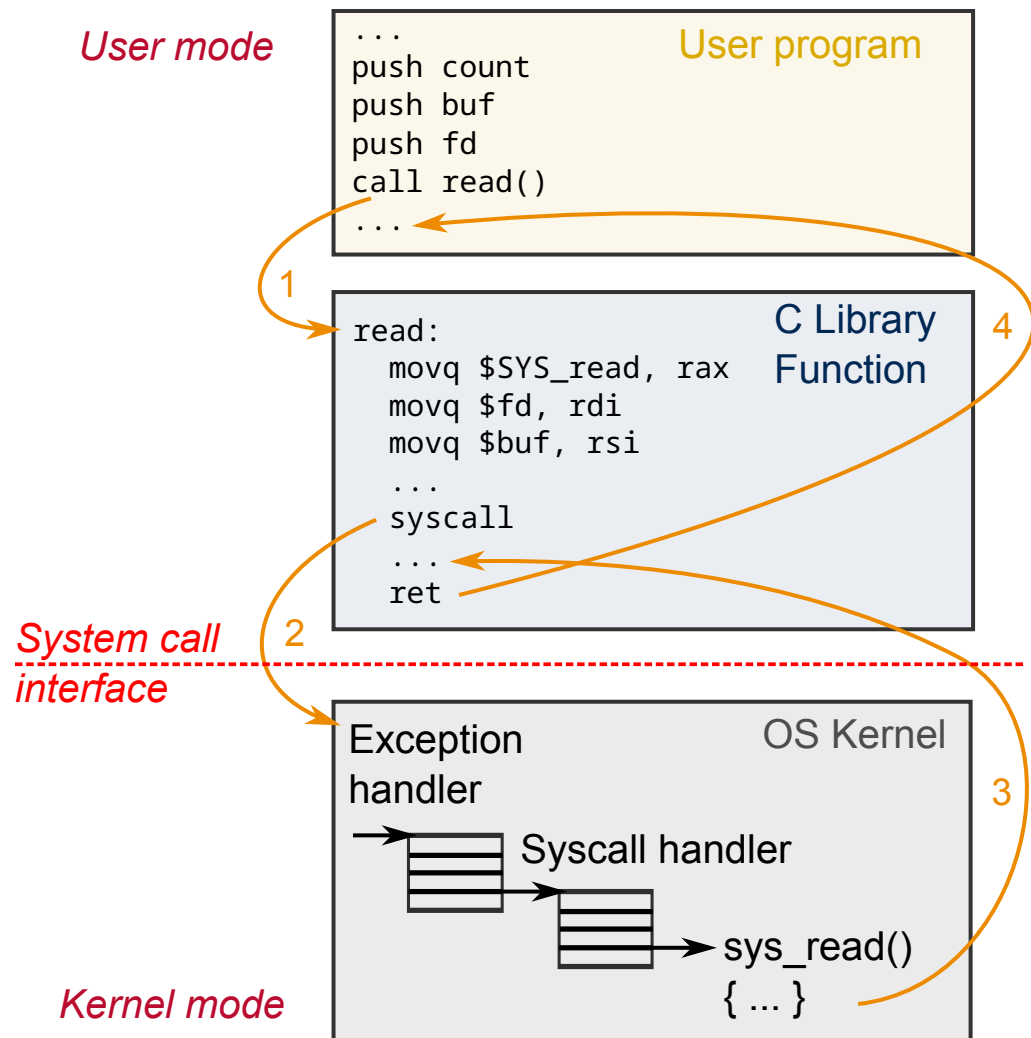 User mode
...
push count
push buf
push fd
call read()
...
User program
1
read:
movq $SYS_read, rax
movq $fd, rdi
movq $buf, rsi
...
syscall
...
ret
C Library
Function
4
2
System call
interface
Exception
handler
OS Kernel
3
Syscall handler
sys_read()
{ ... }
Kernel mode